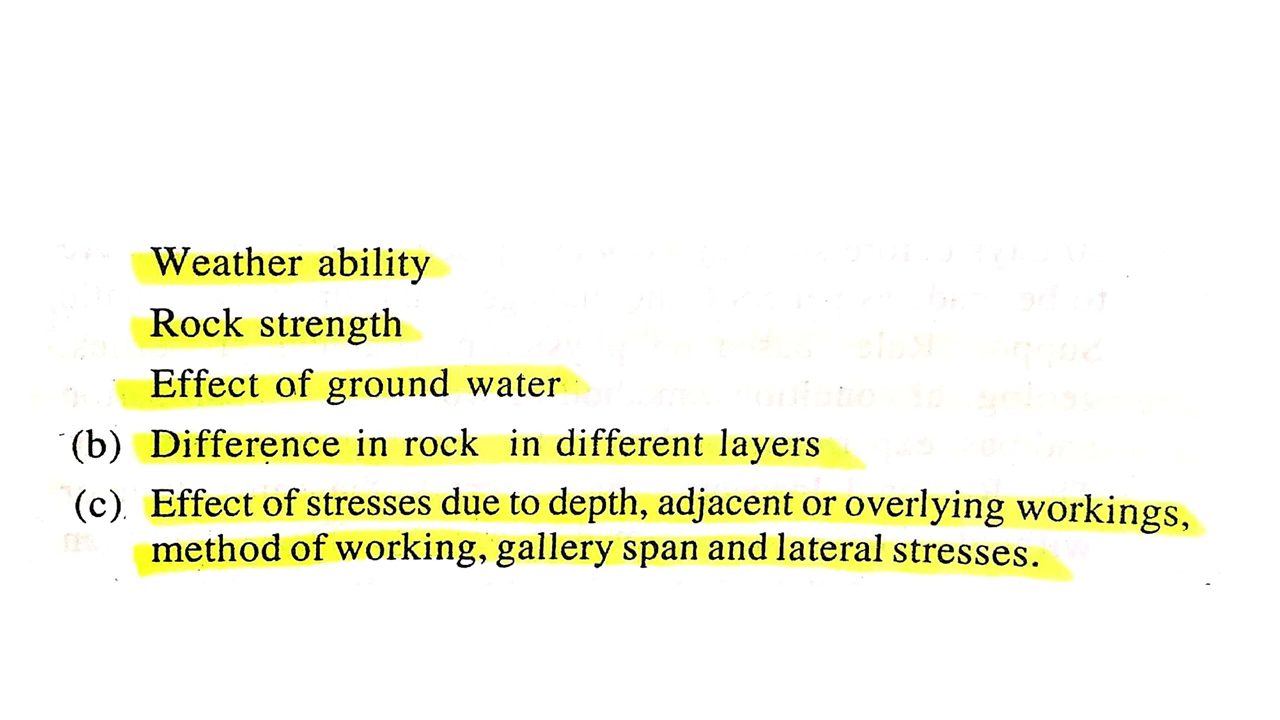 Weather ability
Rock strength
Effect of ground water
(b) Difference in rock in different layers
(c) Effect of stresses due to depth, adjacent or overlying workings,
method of working, gallery span and lateral stresses.